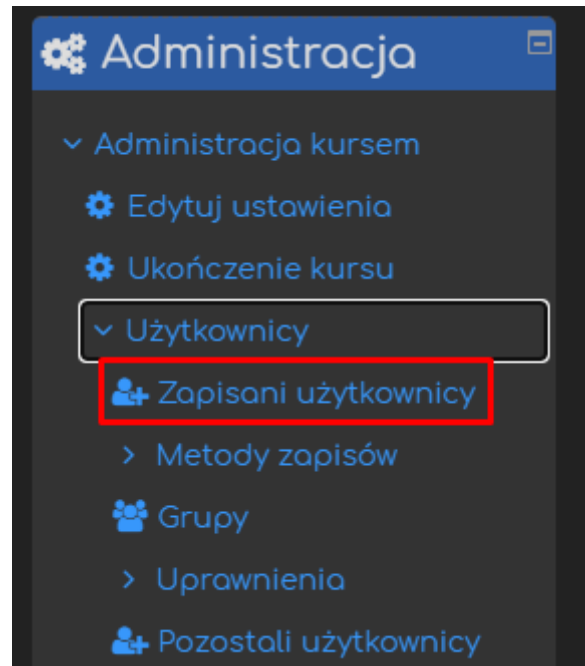 Administracja
Administracja kursem
Edytuj ustawienia
Ukończenie kursu
Użytkownicy
Zapisani użytkownicy
Metody zapisów
Grupy
Uprawnienia
Pozostali użytkownicy